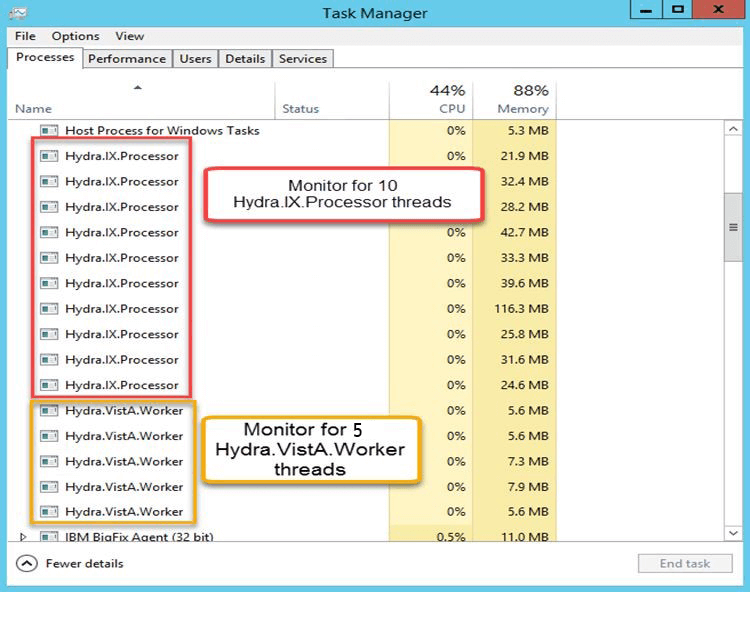 Task Manager
File Options View
Processes Performance Users Details Services
44% 88%
Name Status CPU Memory
Host Process for Windows Tasks 0% 5.3 MB
Hydra.IX.Processor 0% 21.9 MB
Hydra.IX.Processor 32.4 MB
Hydra.IX.Processor 28.2 MB
Monitor for 10
Hydra.IX.Processor threads
Hydra.IX.Processor 0% 42.7 MB
Hydra.IX.Processor 0% 33.3 MB
Hydra.IX.Processor 0% 39.6 MB
Hydra.IX.Processor 0% 116.3 MB
Hydra.IX.Processor 0% 25.8 MB
Hydra.IX.Processor 0% 31.6 MB
Hydra.IX.Processor 0% 24.6 MB
Hydra.VistA.Worker 0% 5.6 MB
Hydra.VistA.Worker 0% 5.6 MB
Hydra.VistA.Worker 0% 7.3 MB
Hydra.VistA.Worker 0% 7.9 MB
Hydra.VistA.Worker 0% 5.6 MB
Monitor for 5
Hydra.VistA.Worker
threads
IBM BigFix Agent (32 bit) 0.5% 11.0 MB
Fewer details End task